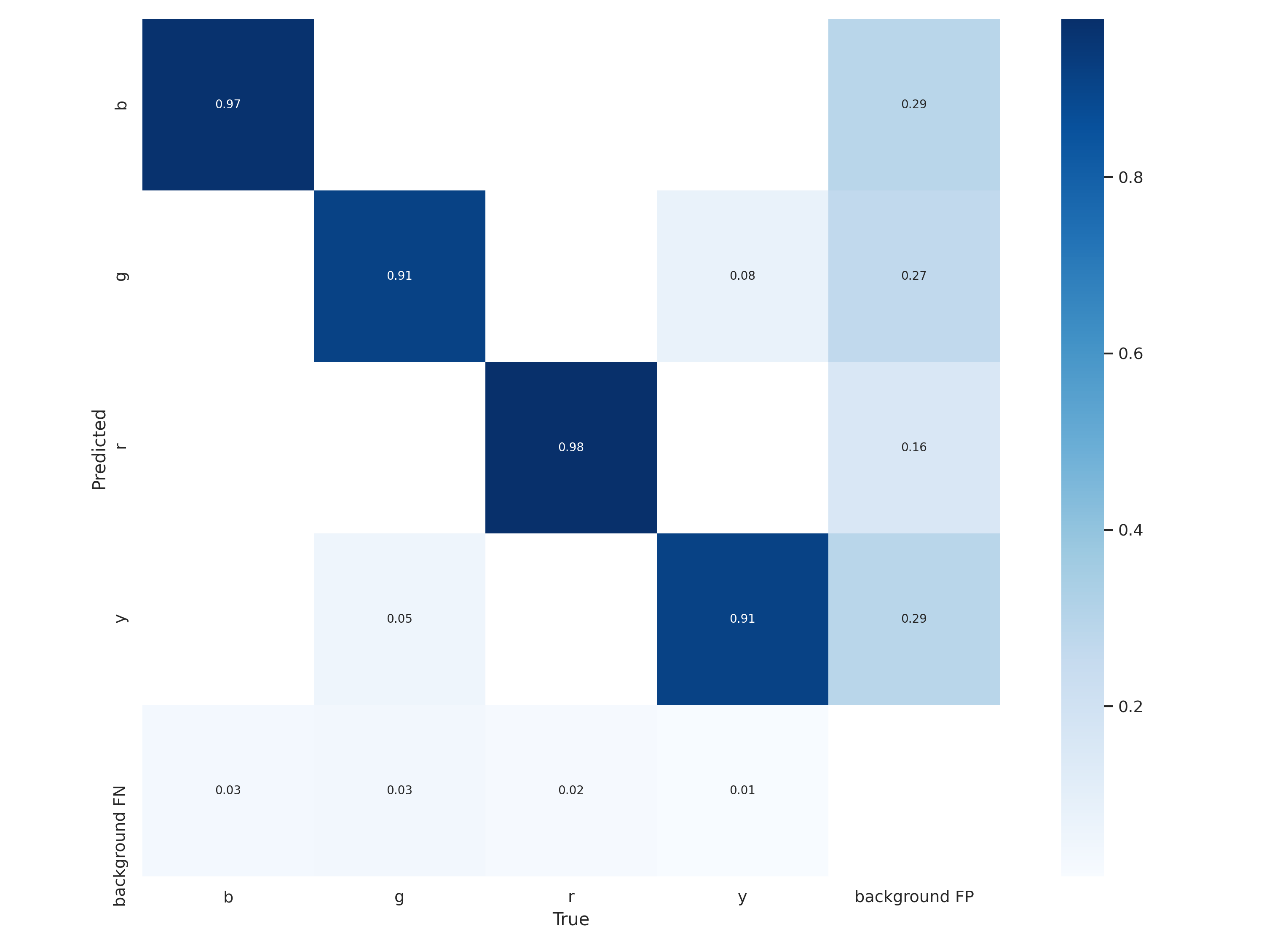 b 0.97 0.29
0.8
g 0.91 0.08 0.27
0.6
Predicted
r 0.98 0.16
0.4
y 0.05 0.91 0.29
0.2
background FN 0.03 0.03 0.02 0.01
b g r y background FP
True